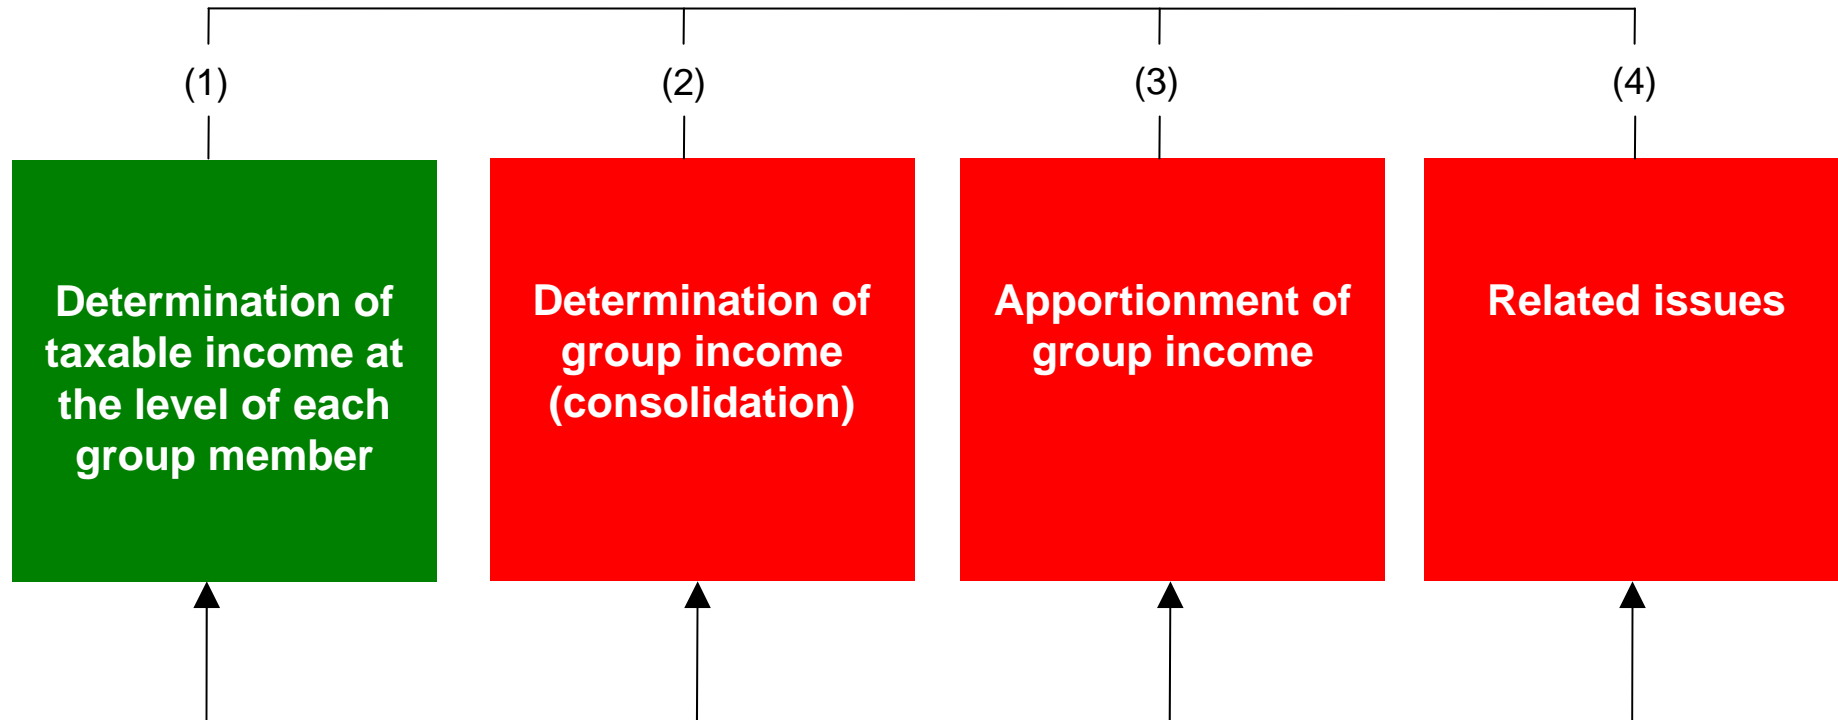 (1)
(2)
(3)
(4)
Determination of
taxable income at
the level of each
group member
Determination of
group income
(consolidation)
Apportionment of
group income
Related issues